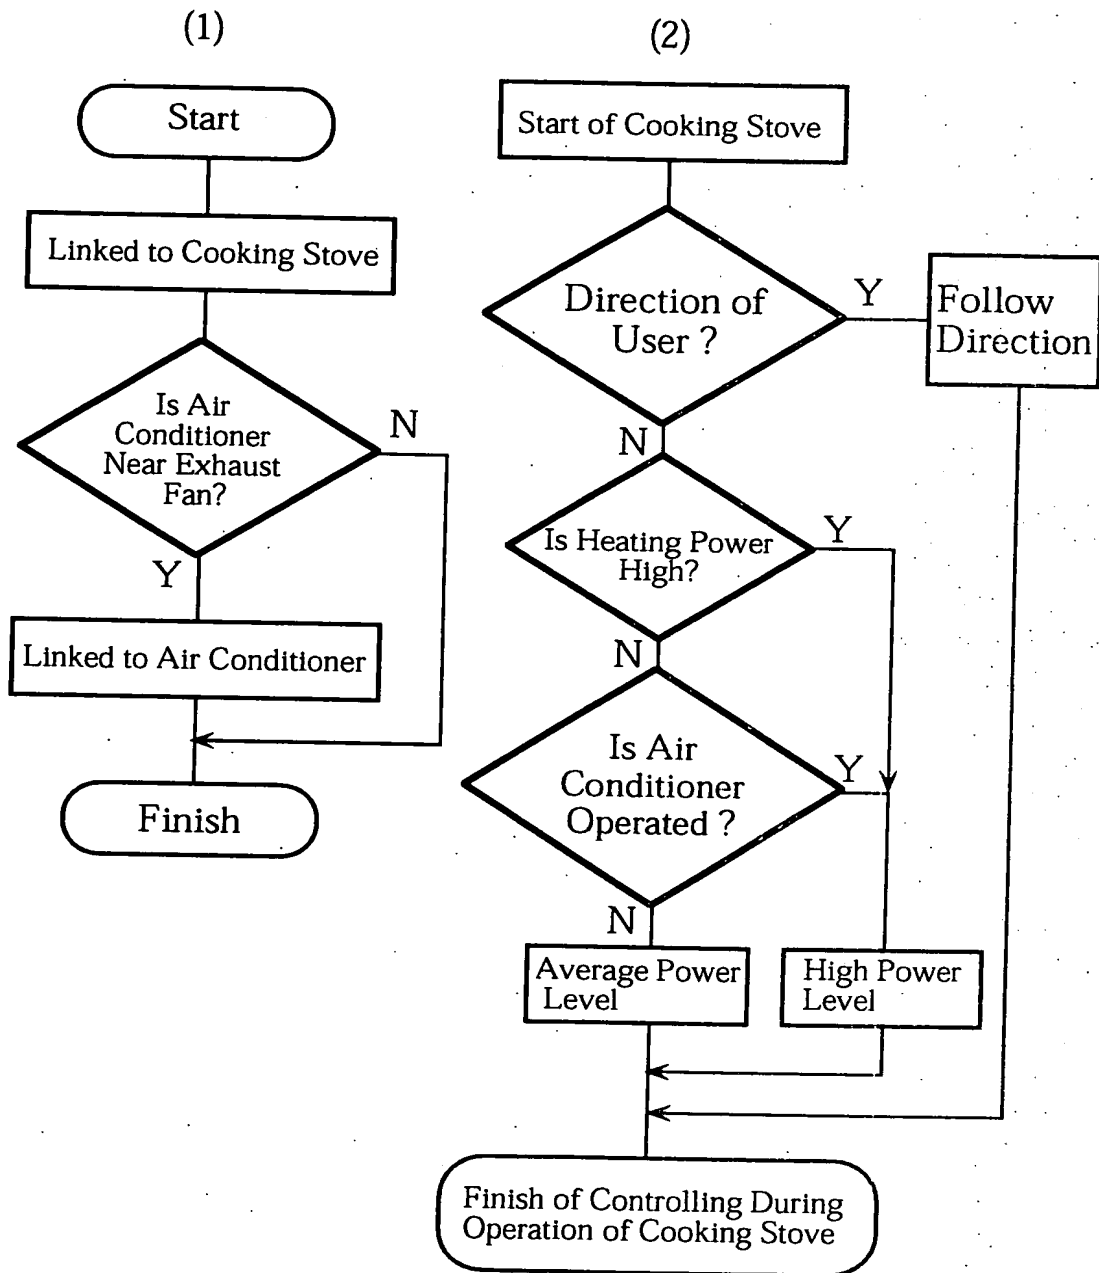 (1)
Start
Linked to Cooking Stove
Is Air
Conditioner
Near Exhaust
Fan?
N
Y
Linked to Air Conditioner
Finish
(2)
Start of Cooking Stove
Direction of
User ?
Y
Follow
Direction
N
Is Heating Power
High?
Y
N
Is Air
Conditioner
Operated ?
Y
N
Average Power
Level
High Power
Level
Finish of Controlling During
Operation of Cooking Stove